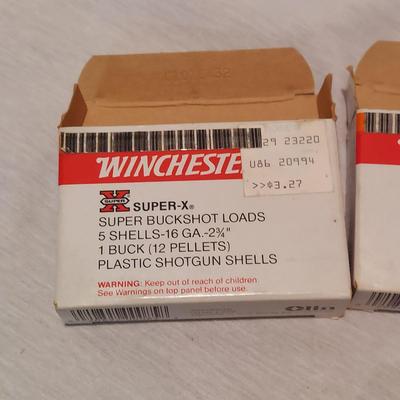 29 23220
U86 20994
>>$3.27
WINCHESTE
X SUPER
SUPER-X®
SUPER BUCKSHOT LOADS
5 SHELLS-16 GA.-2¾"
1 BUCK (12 PELLETS)
PLASTIC SHOTGUN SHELLS
WARNING: Keep out of reach of children.
See Warnings on top panel before use.
Olin